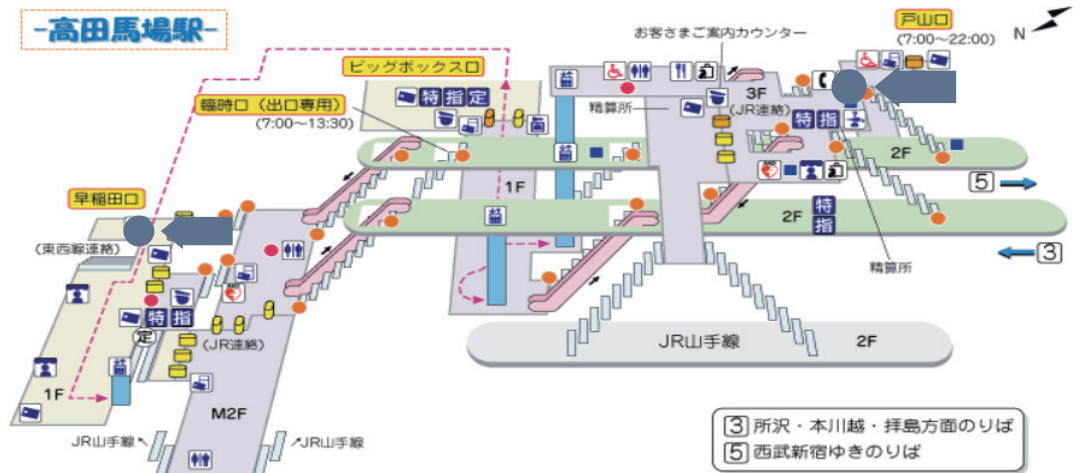 -高田馬場駅-
戸山口
(7:00～22:00)
N
お客さまご案内カウンター
ビッグボックス口
臨時口（出口専用）
(7:00～13:30)
特 指 定
精算所
3F
(JR連絡)
特 指
2F
5
1F
2F
特
指
3
精算所
早稲田口
(東西線連絡)
特 指
定
(JR連絡)
1F
M2F
JR山手線
JR山手線
JR山手線 2F
3 所沢・本川越・拝島方面のりば
5 西武新宿ゆきのりば